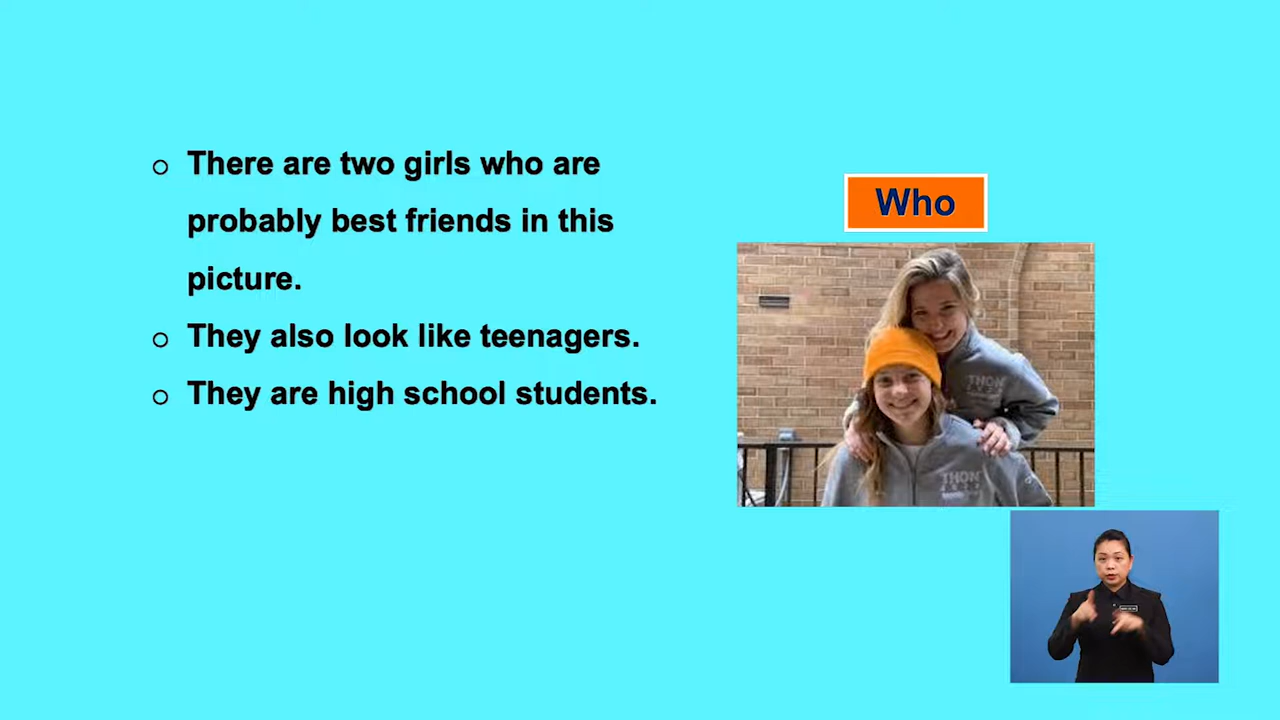 There are two girls who are
probably best friends in this
picture.
They also look like teenagers.
They are high school students.
Who
THON
THON